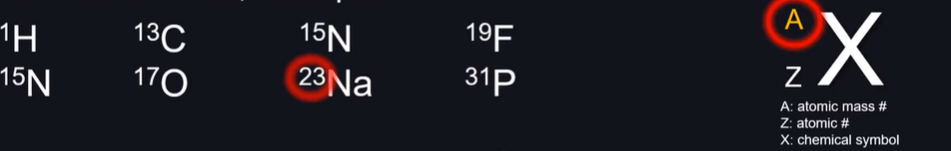 ¹H ¹³C ¹⁵N ¹⁹F
¹⁵N ¹⁷O ²³Na ³¹P
A
Z X
A: atomic mass #
Z: atomic #
X: chemical symbol